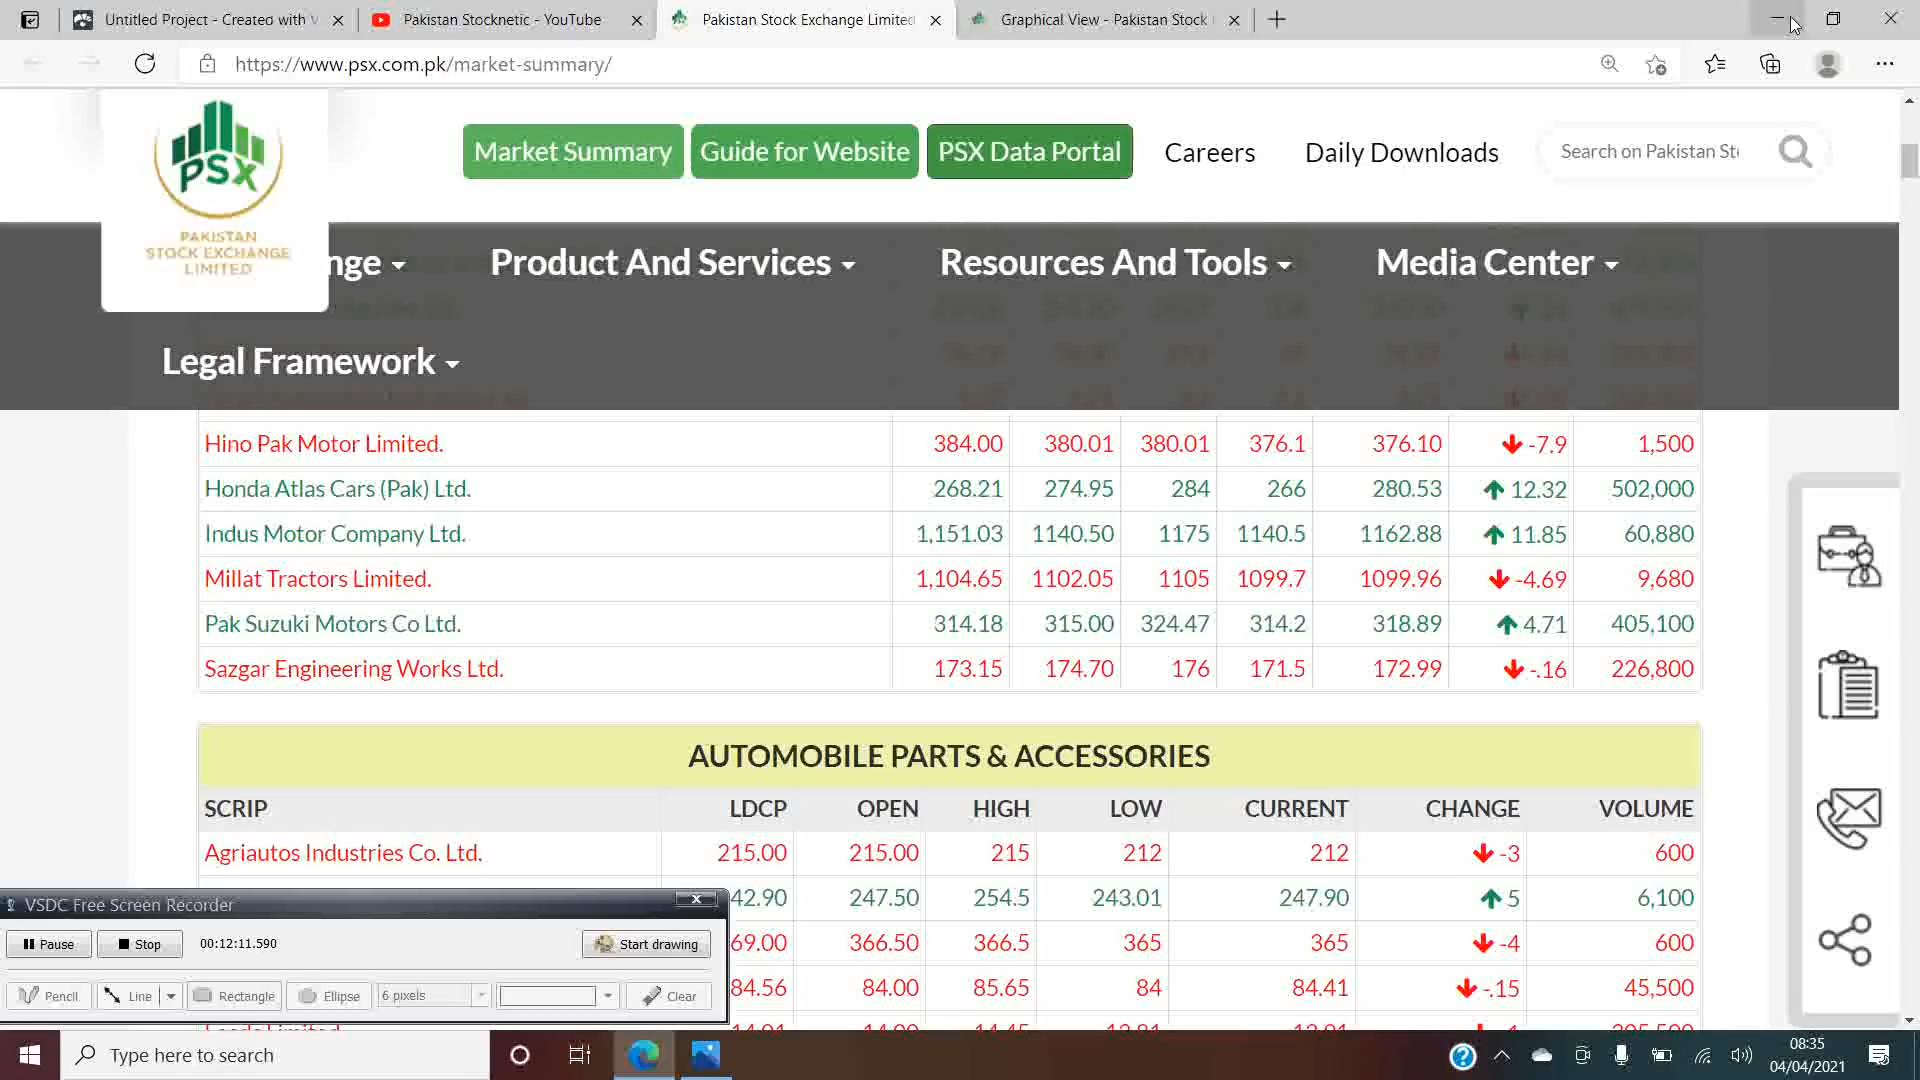 Untitled Project - Created with V
Pakistan Stocknetic - YouTube
Pakistan Stock Exchange Limited
Graphical View - Pakistan Stock
https://www.psx.com.pk/market-summary/
PSX
PAKISTAN
STOCK EXCHANGE
LIMITED
Market Summary
Guide for Website
PSX Data Portal
Careers
Daily Downloads
Search on Pakistan Sto
nge
Product And Services
Resources And Tools
Media Center
Legal Framework
Hino Pak Motor Limited. 384.00 380.01 380.01 376.1 376.10 -7.9 1,500
Honda Atlas Cars (Pak) Ltd. 268.21 274.95 284 266 280.53 12.32 502,000
Indus Motor Company Ltd. 1,151.03 1140.50 1175 1140.5 1162.88 11.85 60,880
Millat Tractors Limited. 1,104.65 1102.05 1105 1099.7 1099.96 -4.69 9,680
Pak Suzuki Motors Co Ltd. 314.18 315.00 324.47 314.2 318.89 4.71 405,100
Sazgar Engineering Works Ltd. 173.15 174.70 176 171.5 172.99 -.16 226,800
AUTOMOBILE PARTS & ACCESSORIES
SCRIP LDCP OPEN HIGH LOW CURRENT CHANGE VOLUME
Agriautos Industries Co. Ltd. 215.00 215.00 215 212 212 -3 600
42.90 247.50 254.5 243.01 247.90 5 6,100
69.00 366.50 366.5 365 365 -4 600
84.56 84.00 85.65 84 84.41 -.15 45,500
VSDC Free Screen Recorder
Pause
Stop
00:12:11.590
Start drawing
Pencil
Line
Rectangle
Ellipse
6 pixels
Clear
Type here to search
08:35
04/04/2021